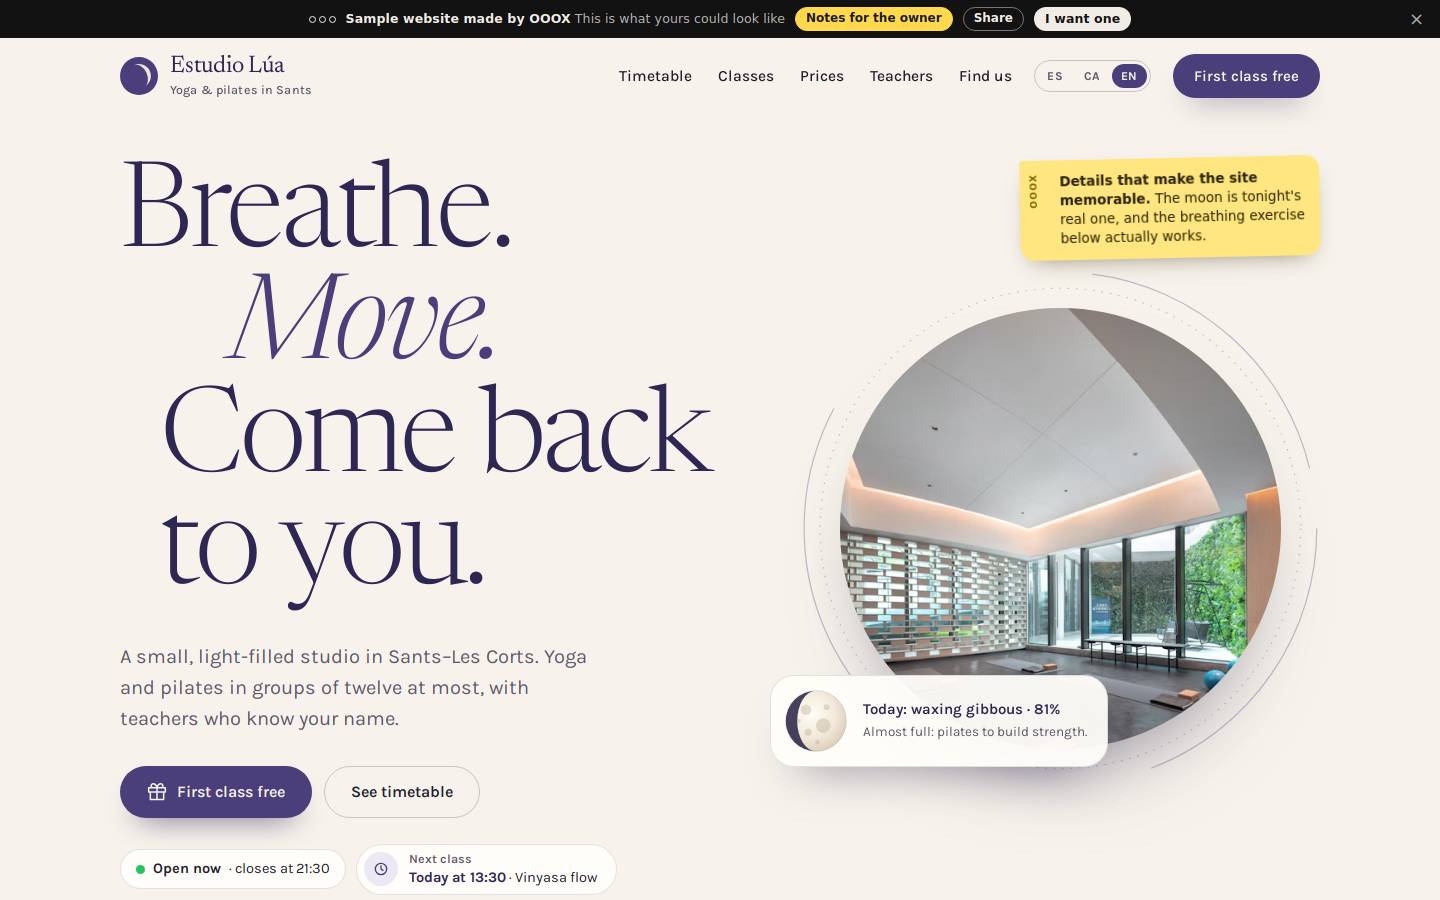 Sample website made by OOOX This is what yours could look like
Notes for the owner
Share
I want one
×
Estudio Lúa
Yoga & pilates in Sants
Timetable
Classes
Prices
Teachers
Find us
ES
CA
EN
First class free
Breathe.
Move.
Come back
to you.
OOOX
Details that make the site
memorable. The moon is tonight's
real one, and the breathing exercise
below actually works.
A small, light-filled studio in Sants–Les Corts. Yoga
and pilates in groups of twelve at most, with
teachers who know your name.
Today: waxing gibbous · 81%
Almost full: pilates to build strength.
First class free
See timetable
Open now · closes at 21:30
Next class
Today at 13:30 · Vinyasa flow